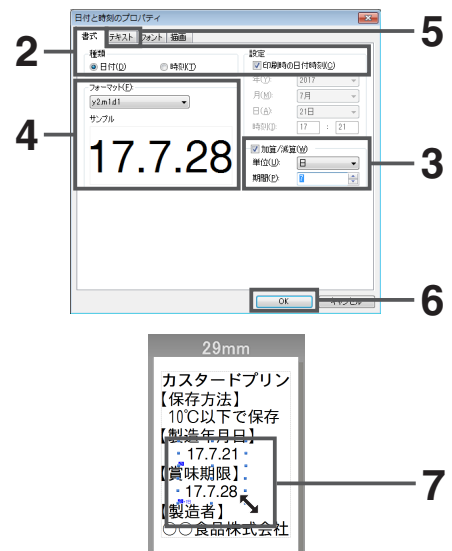 日付と時刻のプロパティ
5
書式 テキスト フォント 描画
2
種類
日付(D) 時刻(T)
設定
印刷時の日付時刻(C)
年(Y): 2017
月(M): 7月
日(A): 21日
時刻(I): 17 : 21
フォーマット(F):
y2.m1.d1
サンプル
4
17.7.28
加算/減算(W)
単位(U): 日
期間(P): 7
3
OK キャンセル
6
29mm
カスタードプリン
【保存方法】
10℃以下で保存
【製造年月日】
17.7.21
【賞味期限】
17.7.28
7
【製造者】
○○食品株式会社